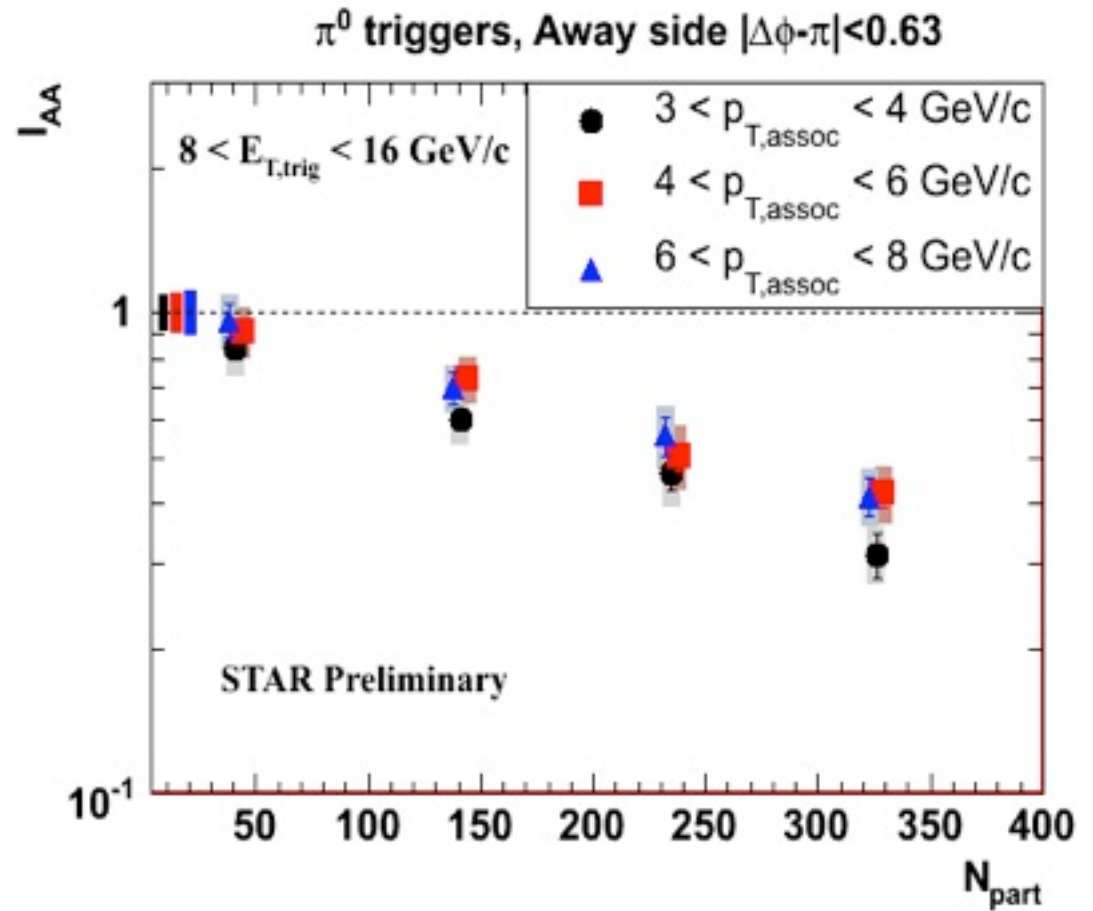 π⁰ triggers, Away side |Δϕ-π|<0.63
I_AA
8 < E_T,trig < 16 GeV/c
3 < p_T,assoc < 4 GeV/c
4 < p_T,assoc < 6 GeV/c
6 < p_T,assoc < 8 GeV/c
1
STAR Preliminary
10⁻¹
50 100 150 200 250 300 350 400
N_part